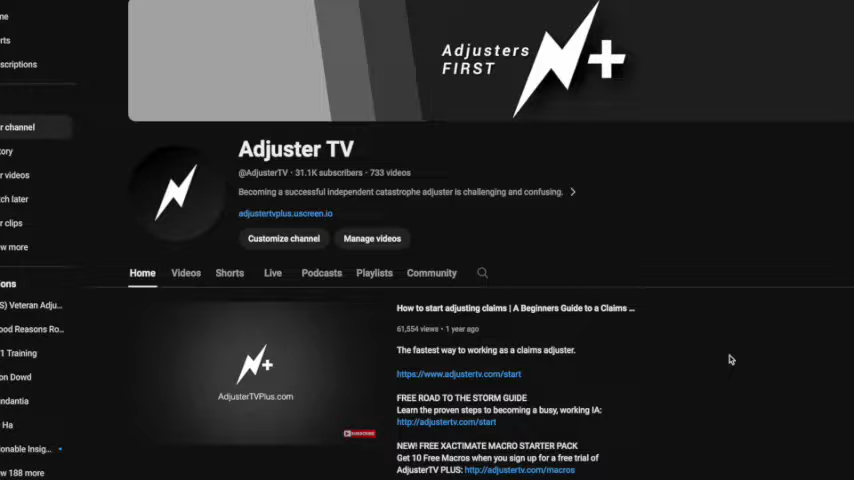 me
Adjusters
FIRST
rts
scriptions
r channel
Adjuster TV
tory
@AdjusterTV · 31.1K subscribers · 733 videos
r videos
Becoming a successful independent catastrophe adjuster is challenging and confusing.
tch later
adjustertvplus.uscreen.io
r clips
Customize channel
Manage videos
w more
Home Videos Shorts Live Podcasts Playlists Community
ons
S) Veteran Adju...
How to start adjusting claims | A Beginners Guide to a Claims ...
ood Reasons Ro...
61,554 views · 1 year ago
1 Training
The fastest way to working as a claims adjuster.
on Dowd
https://www.adjustertv.com/start
AdjusterTVPlus.com
ndantia
FREE ROAD TO THE STORM GUIDE
Learn the proven steps to becoming a busy, working IA:
http://adjustertv.com/start
Ha
SUBSCRIBE
onable Insig...
NEW! FREE XACTIMATE MACRO STARTER PACK
Get 10 Free Macros when you sign up for a free trial of
w 188 more
AdjusterTV PLUS: http://adjustertv.com/macros